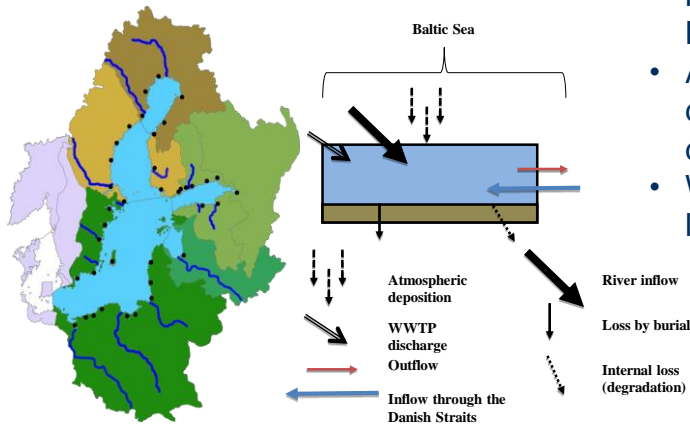 Baltic Sea
Atmospheric
deposition
WWTP
discharge
Outflow
Inflow through the
Danish Straits
River inflow
Loss by burial
Internal loss
(degradation)